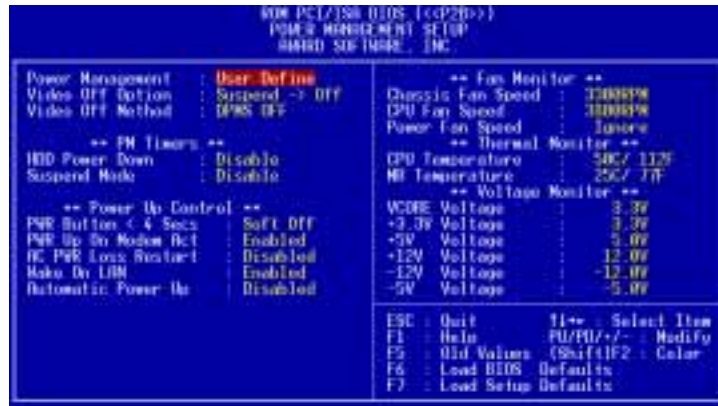 ROM PCI/ISA BIOS (<<P2B>>)
POWER MANAGEMENT SETUP
AWARD SOFTWARE, INC.
Power Management : User Define
Video Off Option : Suspend -> Off
Video Off Method : DPMS OFF
** PM Timers **
HDD Power Down : Disable
Suspend Mode : Disable
** Power Up Control **
PWR Button < 4 Secs : Soft Off
PWR Up On Modem Act : Enabled
AC PWR Loss Restart : Disabled
Wake On LAN : Enabled
Automatic Power Up : Disabled
** Fan Monitor **
Chassis Fan Speed :
CPU Fan Speed :
Power Fan Speed : Ignore
** Thermal Monitor **
CPU Temperature : 112F
MB Temperature : 25C/ 77F
** Voltage Monitor **
VCORE Voltage : 3.3V
+3.3V Voltage : 3.3V
+5V Voltage : 5.0V
+12V Voltage : 12.0V
-12V Voltage : -12.0V
-5V Voltage : -5.0V
ESC : Quit ↑↓→← : Select Item
F1 : Help PU/PD/+/- : Modify
F5 : Old Values (Shift)F2 : Color
F6 : Load BIOS Defaults
F7 : Load Setup Defaults